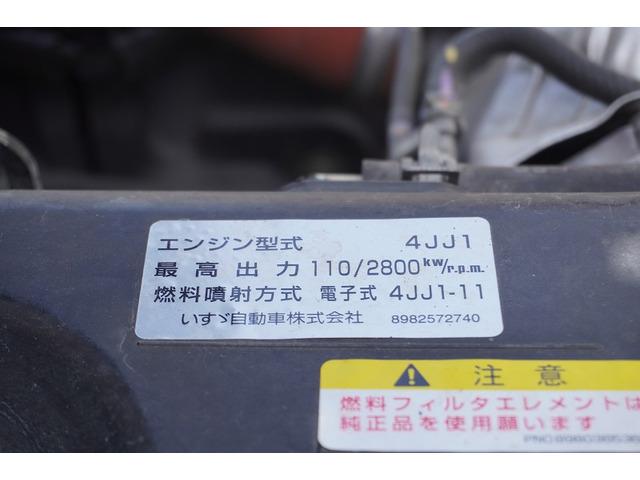 エンジン型式 4JJ1
最高出力 110/2800kW/r.p.m.
燃料噴射方式 電子式 4JJ1-11
いすゞ自動車株式会社 8982572740
注意
燃料フィルタエレメントは
純正品を使用願います